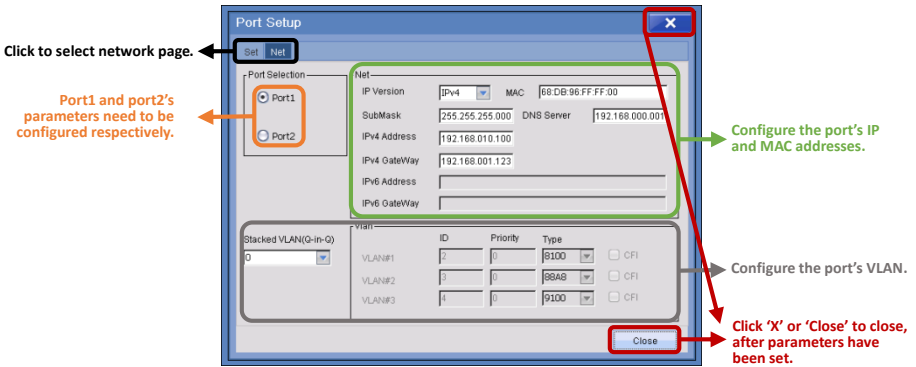 Port Setup
X
Click to select network page.
Set Net
Port Selection
Port1
Port2
Port1 and port2's
parameters need to be
configured respectively.
Net
IP Version IPv4 MAC 68:DB:96:FF:FF:00
SubMask 255.255.255.000 DNS Server 192.168.000.001
IPv4 Address 192.168.010.100
IPv4 GateWay 192.168.001.123
IPv6 Address
IPv6 GateWay
Configure the port's IP
and MAC addresses.
Stacked VLAN(Q-in-Q)
0
Vlan
ID Priority Type
VLAN#1 2 0 8100 CFI
VLAN#2 3 0 88A8 CFI
VLAN#3 4 0 9100 CFI
Configure the port's VLAN.
Close
Click 'X' or 'Close' to close,
after parameters have
been set.